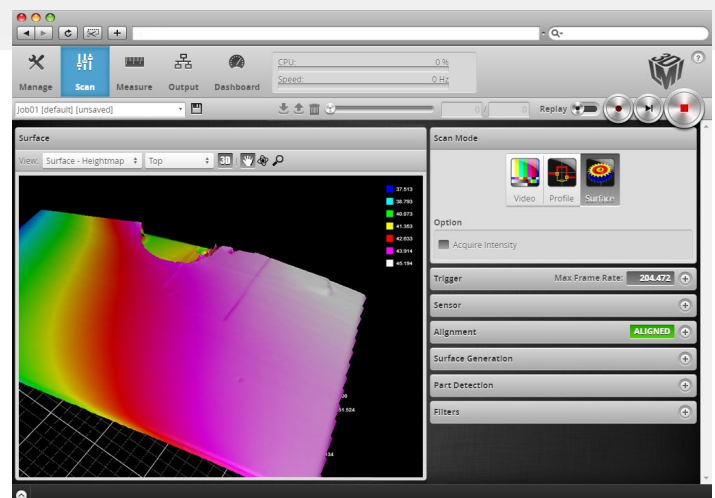 Manage Scan Measure Output Dashboard
CPU: 0 %
Speed: 0 Hz
Job01 [default] [unsaved]
0 / 0
Replay
Surface
View: Surface - Heightmap Top 3D
37.513
38.793
40.073
41.353
42.633
43.914
45.194
Scan Mode
Video Profile Surface
Option
Acquire Intensity
Trigger Max Frame Rate: 204.472
Sensor
Alignment ALIGNED
Surface Generation
Part Detection
Filters